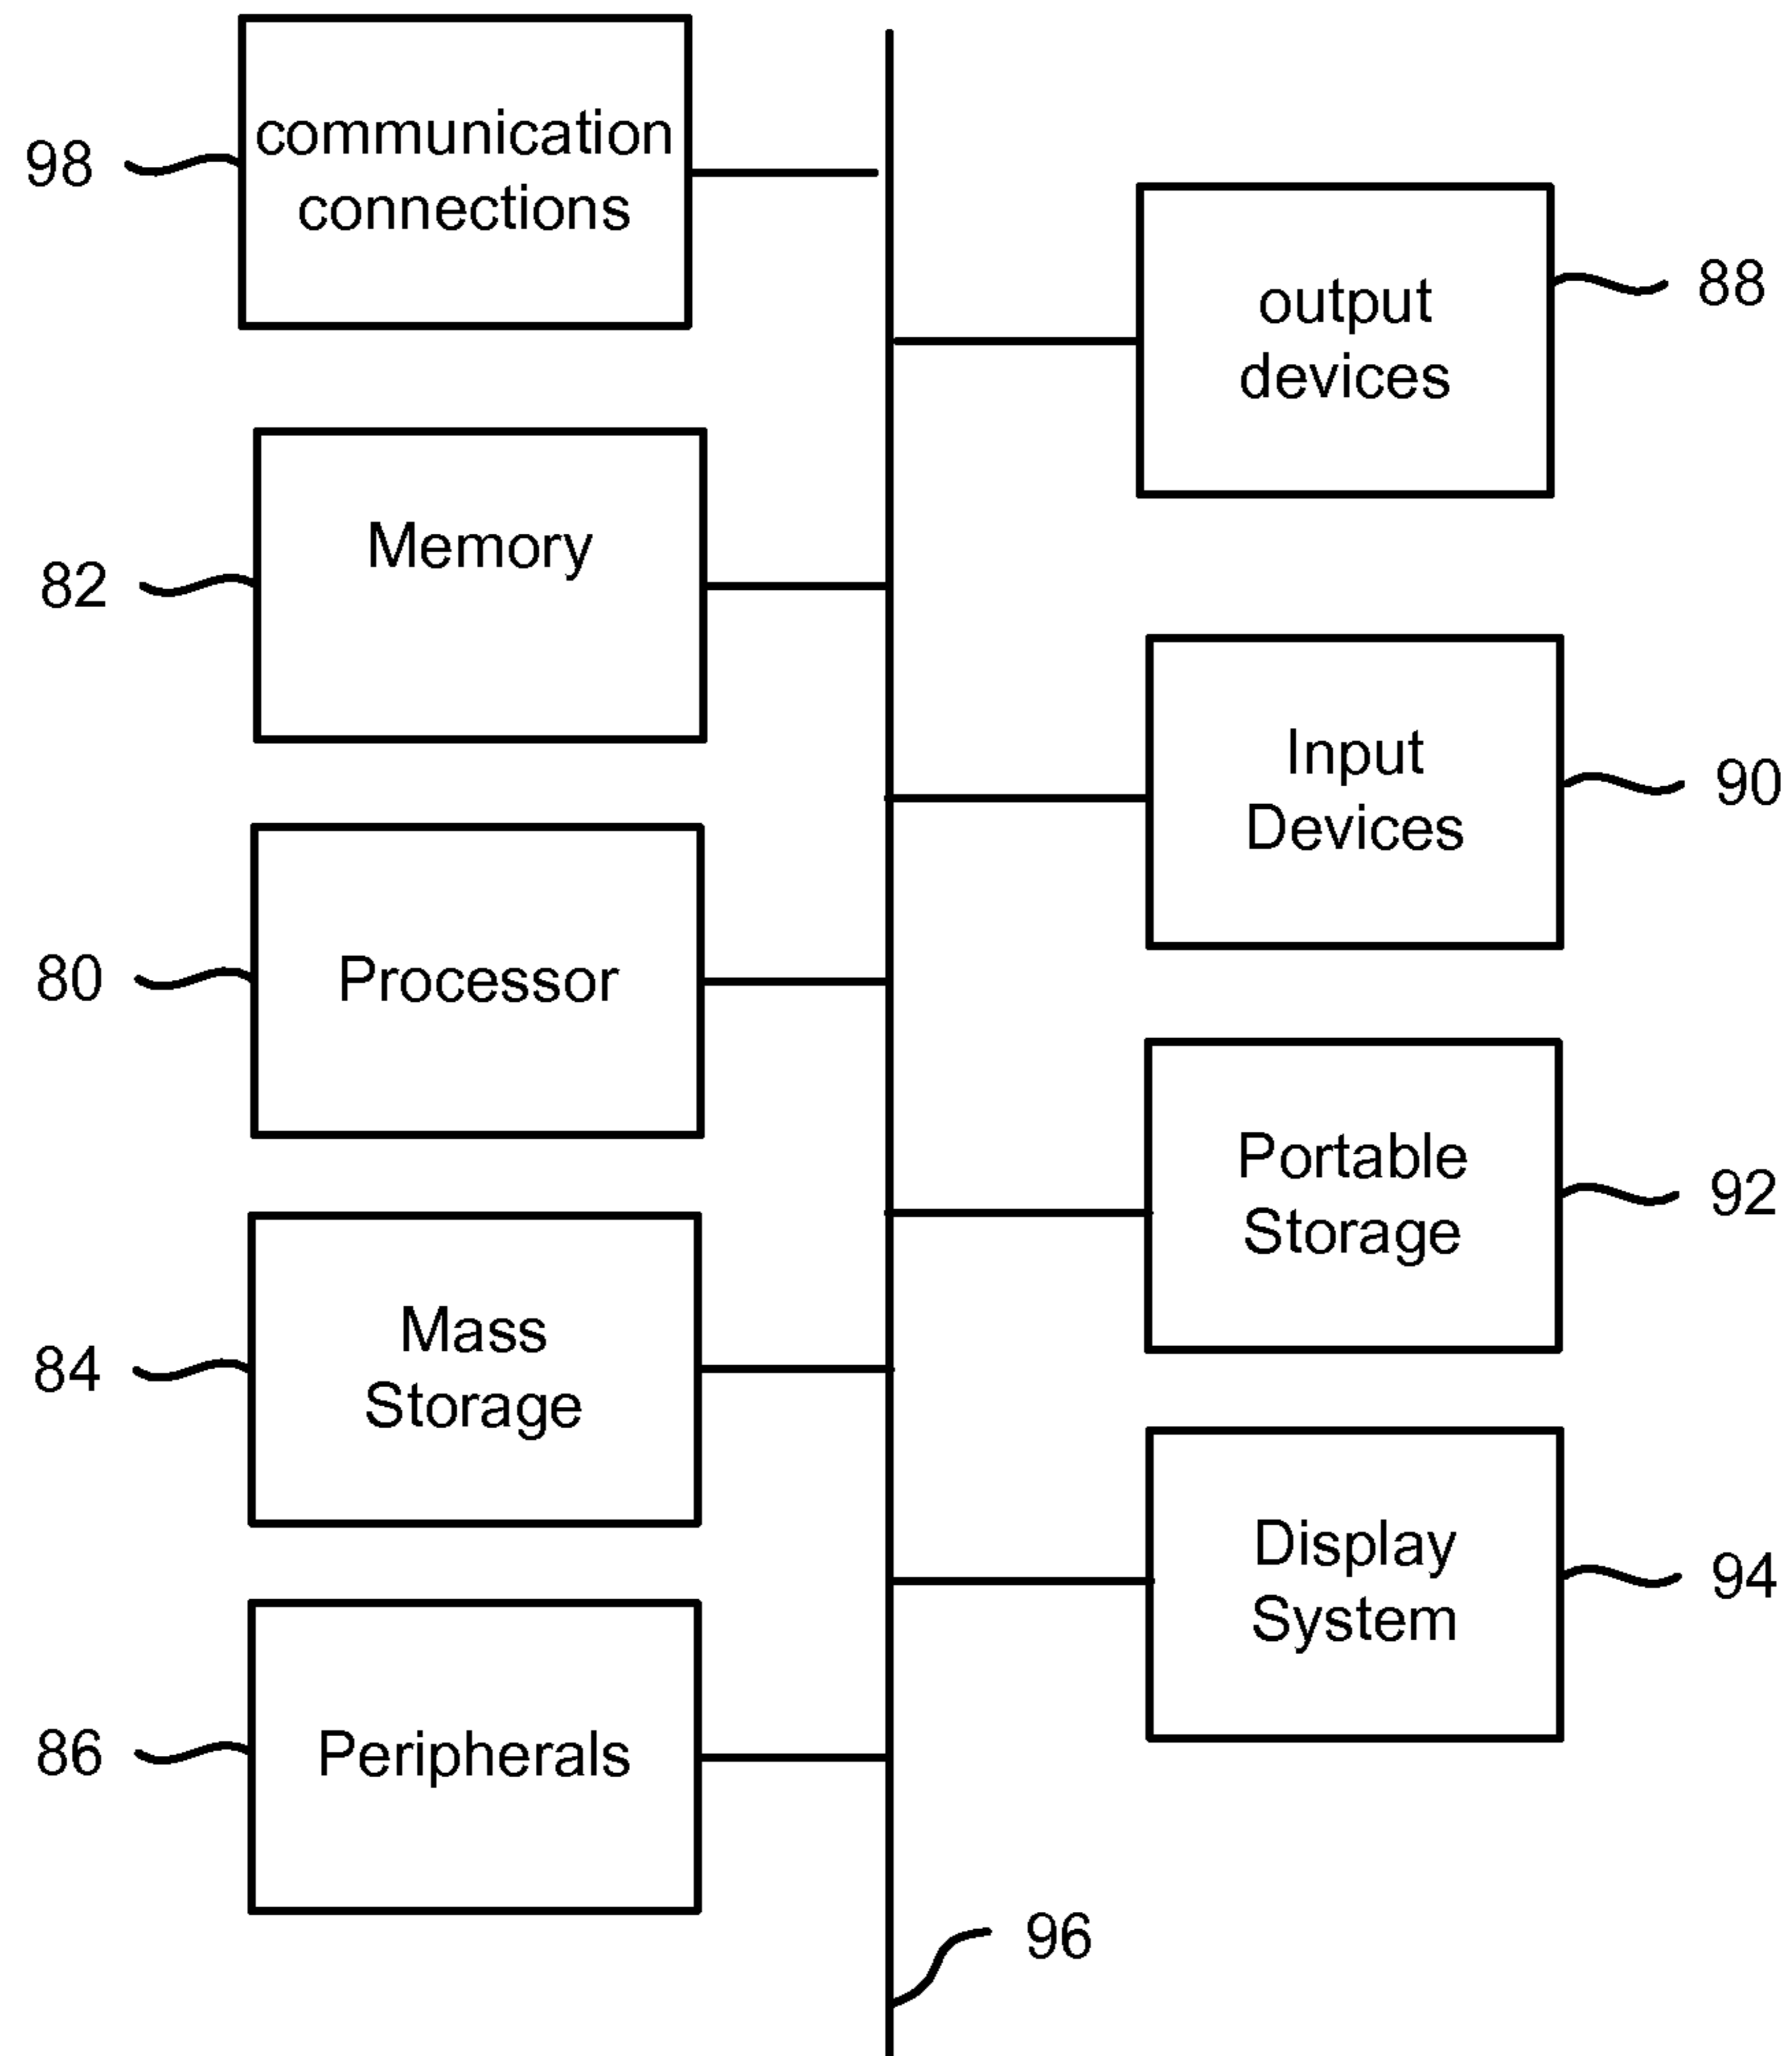 98
communication
connections
output
devices
88
82
Memory
Input
Devices
90
80
Processor
Portable
Storage
92
84
Mass
Storage
Display
System
94
86
Peripherals
96